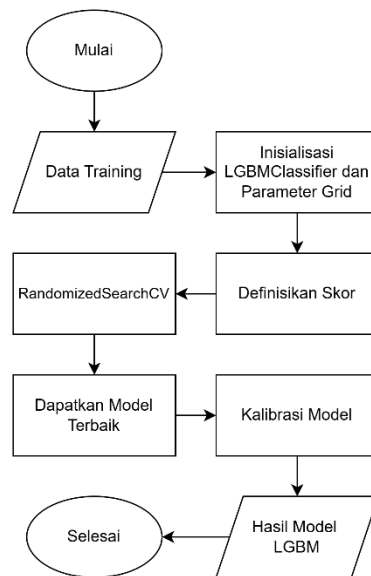 Mulai
Data Training
Inisialisasi
LGBMClassifier dan
Parameter Grid
Definisikan Skor
RandomizedSearchCV
Dapatkan Model
Terbaik
Kalibrasi Model
Hasil Model
LGBM
Selesai